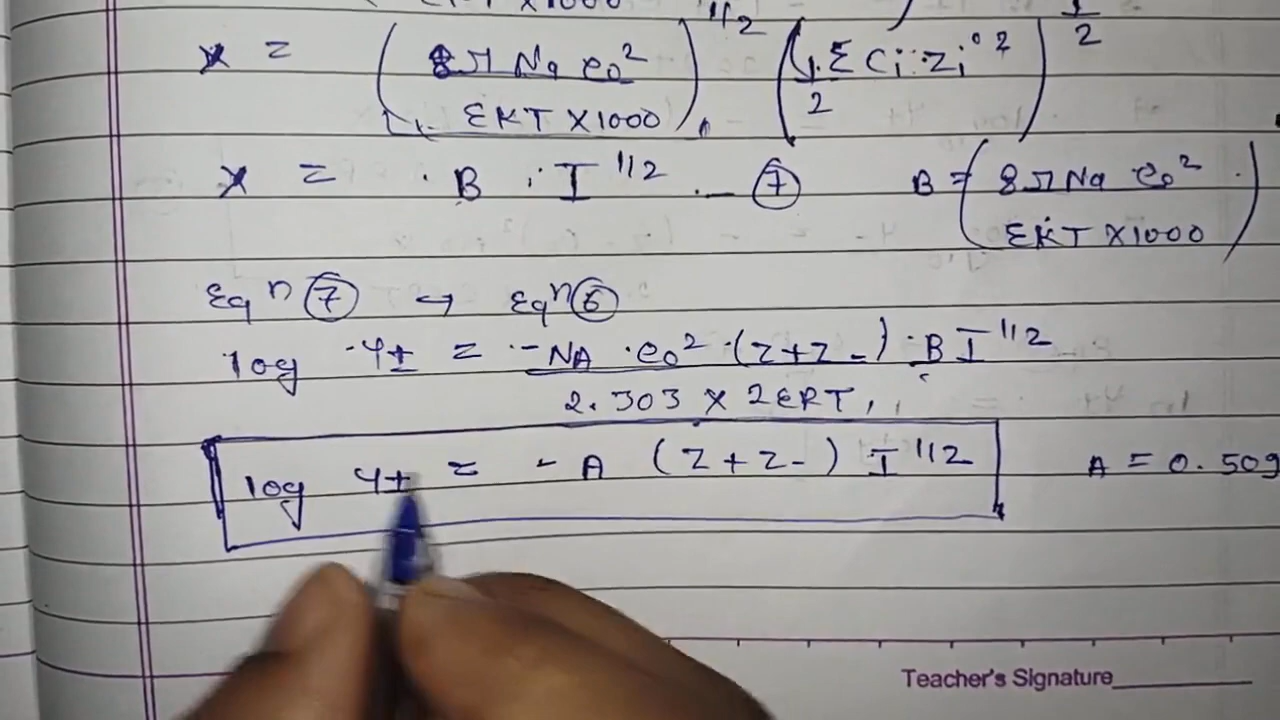 x = (8π Na e₀² / εKT X1000)^1/2 (1/2 . Σ Ci Zi²)^1/2
x = B . I^1/2 — ⑦ B = (8π Na e₀² / εKT X1000)
Eqⁿ ⑦ → Eqⁿ ⑥
log γ± = -NA . e₀² . (Z+Z-) . B I^1/2
2.303 X 2εRT
log γ± = - A (Z+Z-) I^1/2 A = 0.509
Teacher's Signature